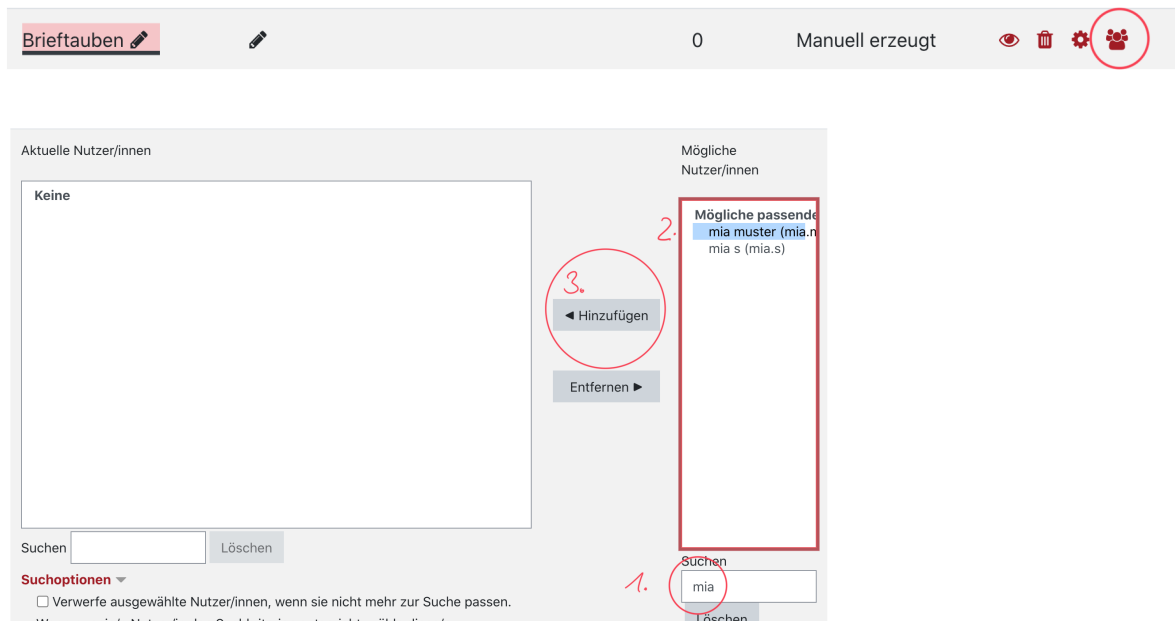 Brieftauben 0 Manuell erzeugt
Aktuelle Nutzer/innen
Mögliche
Nutzer/innen
Keine
2.
Mögliche passende
mia muster (mia.m
mia s (mia.s)
3.
◄ Hinzufügen
Entfernen ►
Suchen Löschen
Suchoptionen
Verwerfe ausgewählte Nutzer/innen, wenn sie nicht mehr zur Suche passen.
1.
Suchen
mia
Löschen